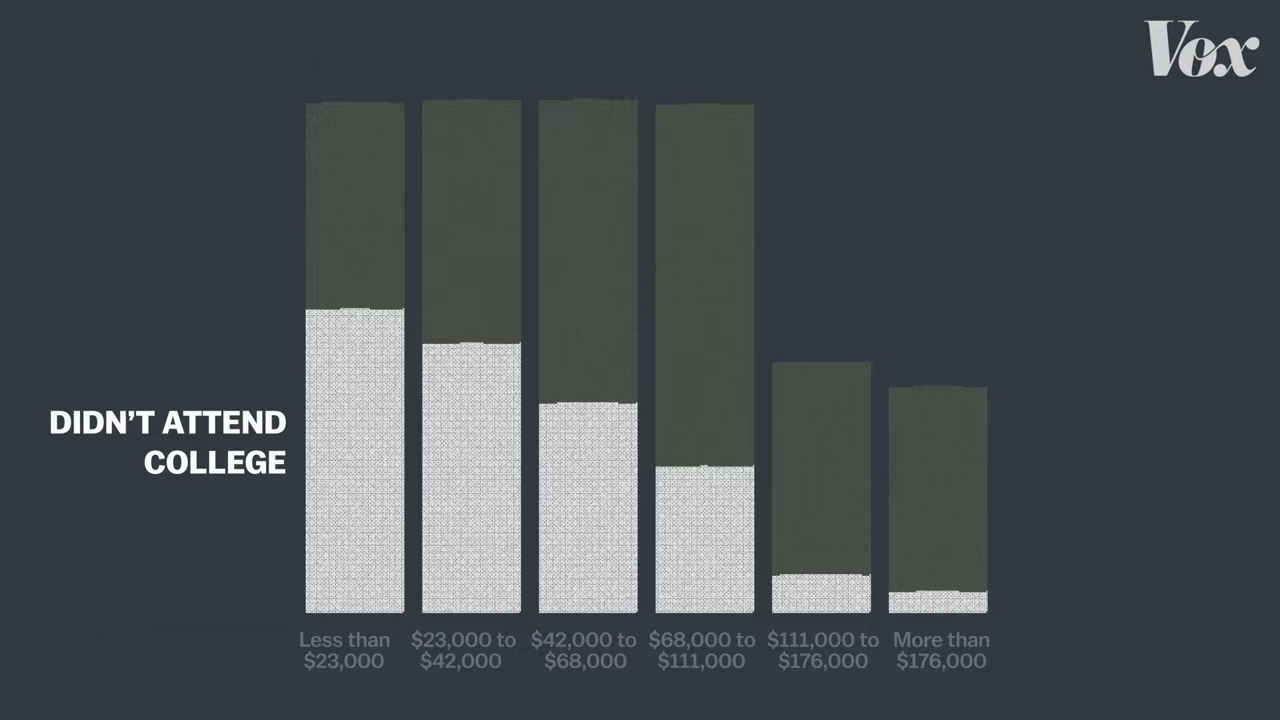 Vox
DIDN'T ATTEND
COLLEGE
Less than
$23,000
$23,000 to
$42,000
$42,000 to
$68,000
$68,000 to
$111,000
$111,000 to
$176,000
More than
$176,000